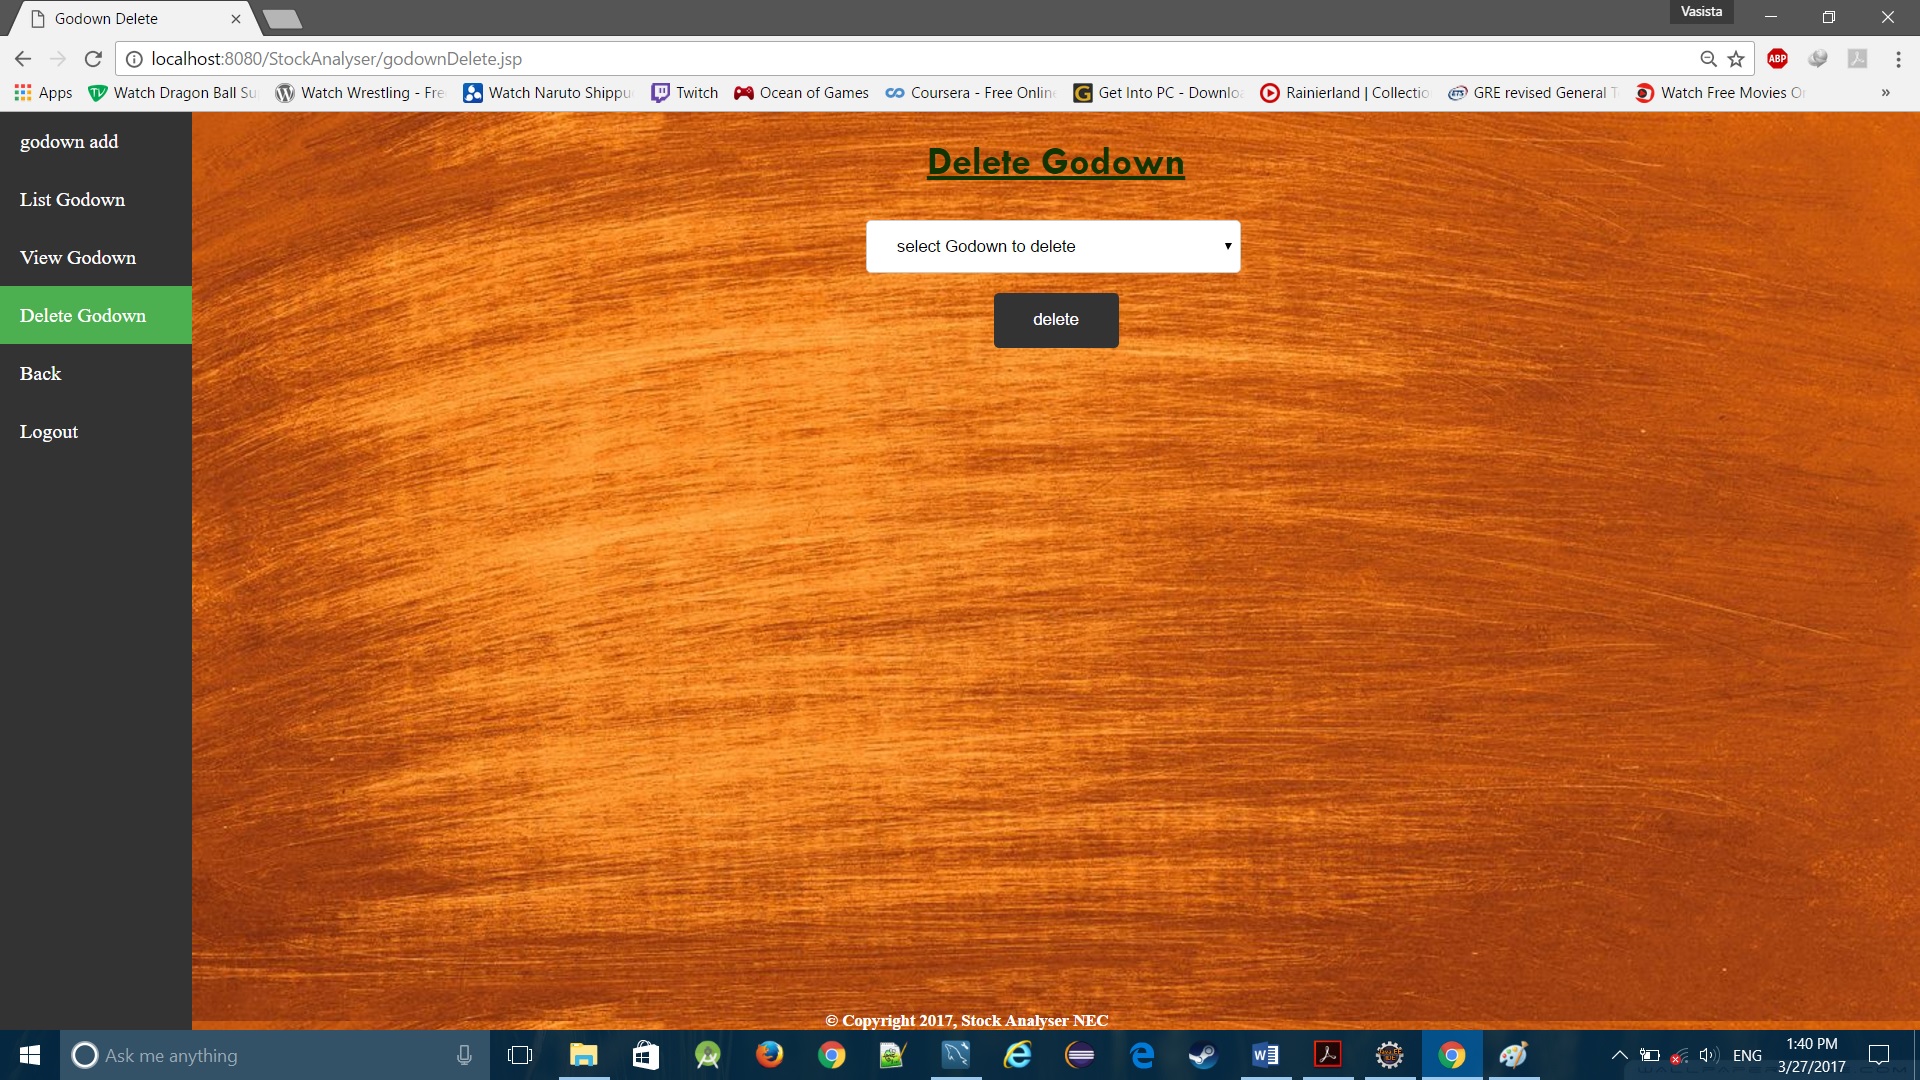 Godown Delete
Vasista
localhost:8080/StockAnalyser/godownDelete.jsp
ABP
Apps Watch Dragon Ball Su Watch Wrestling - Fre Watch Naruto Shippu Twitch Ocean of Games Coursera - Free Onlin Get Into PC - Downlo Rainierland | Collectio GRE revised General T Watch Free Movies O »
godown add
List Godown
View Godown
Delete Godown
Back
Logout
Delete Godown
select Godown to delete
delete
© Copyright 2017, Stock Analyser NEC
Ask me anything
ENG
1:40 PM
3/27/2017